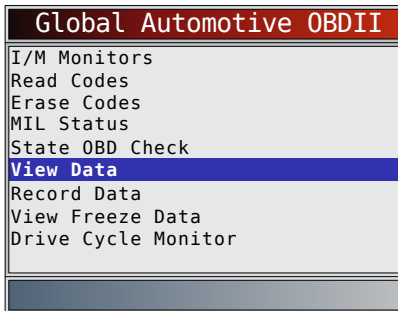 Global Automotive OBDII
I/M Monitors
Read Codes
Erase Codes
MIL Status
State OBD Check
View Data
Record Data
View Freeze Data
Drive Cycle Monitor